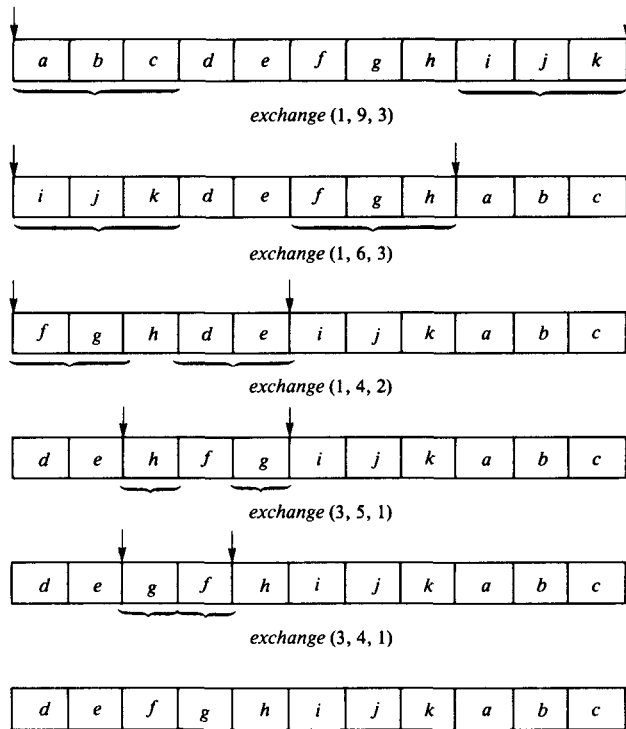 a b c d e f g h i j k
exchange (1, 9, 3)
i j k d e f g h a b c
exchange (1, 6, 3)
f g h d e i j k a b c
exchange (1, 4, 2)
d e h f g i j k a b c
exchange (3, 5, 1)
d e g f h i j k a b c
exchange (3, 4, 1)
d e f g h i j k a b c